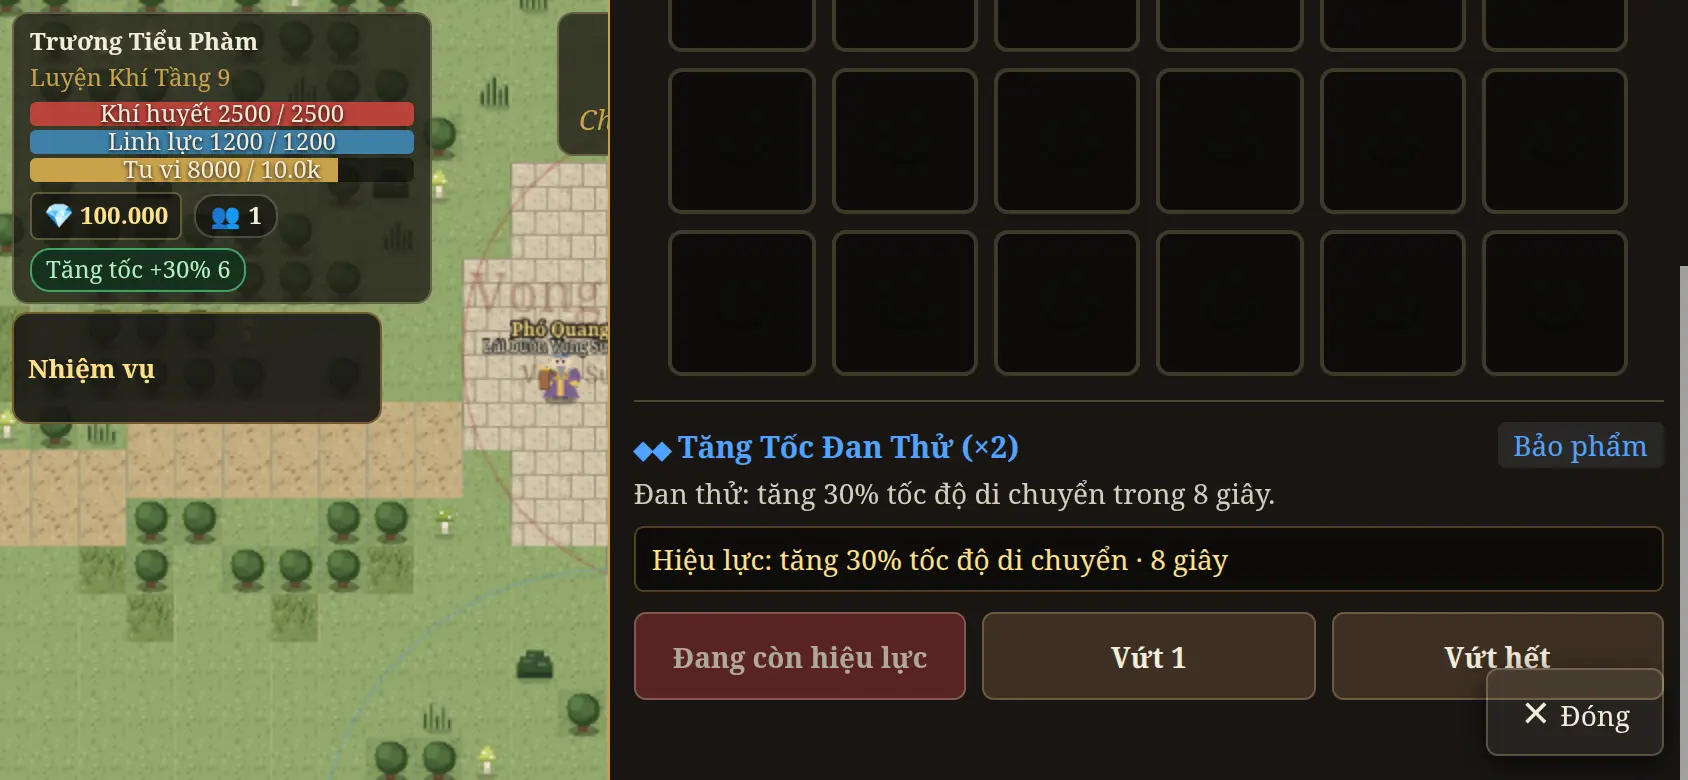 Trương Tiểu Phàm
Luyện Khí Tầng 9
Khí huyết 2500 / 2500
Linh lực 1200 / 1200
Tu vi 8000 / 10.0k
💎 100.000
👥 1
Tăng tốc +30% 6
Nhiệm vụ
Ch
Vọng
Phó Quang
◆◆ Tăng Tốc Đan Thử (×2)
Bảo phẩm
Đan thử: tăng 30% tốc độ di chuyển trong 8 giây.
Hiệu lực: tăng 30% tốc độ di chuyển · 8 giây
Đang còn hiệu lực
Vứt 1
Vứt hết
✕ Đóng